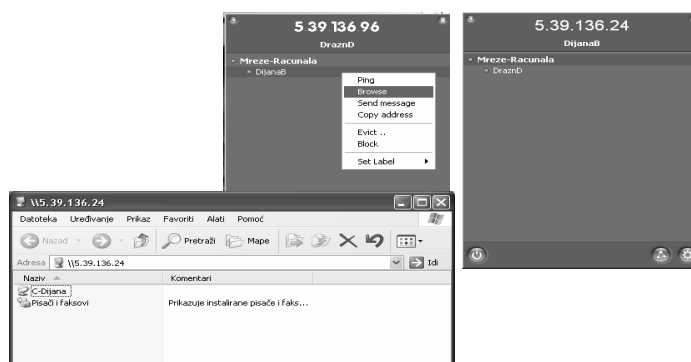 5.39.136.96
DraznD
Mreze-Racunala
DijanaB
Ping
Browse
Send message
Copy address
Evict ..
Block
Set Label
5.39.136.24
DijanaB
Mreze-Racunala
DraznD
\\5.39.136.24
Datoteka Uređivanje Prikaz Favoriti Alati Pomoć
Nazad Pretraži Mape
Adresa \\5.39.136.24 Idi
Naziv Komentari
C-Dijana
Pisači i faksovi Prikazuje instalirane pisače i faks...